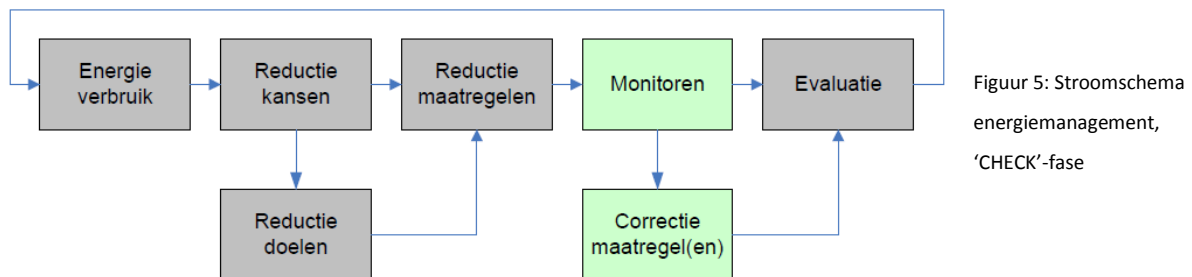 Energie
verbruik
Reductie
kansen
Reductie
maatregelen
Monitoren
Evaluatie
Reductie
doelen
Correctie
maatregel(en)
Figuur 5: Stroomschema
energiemanagement,
‘CHECK’-fase